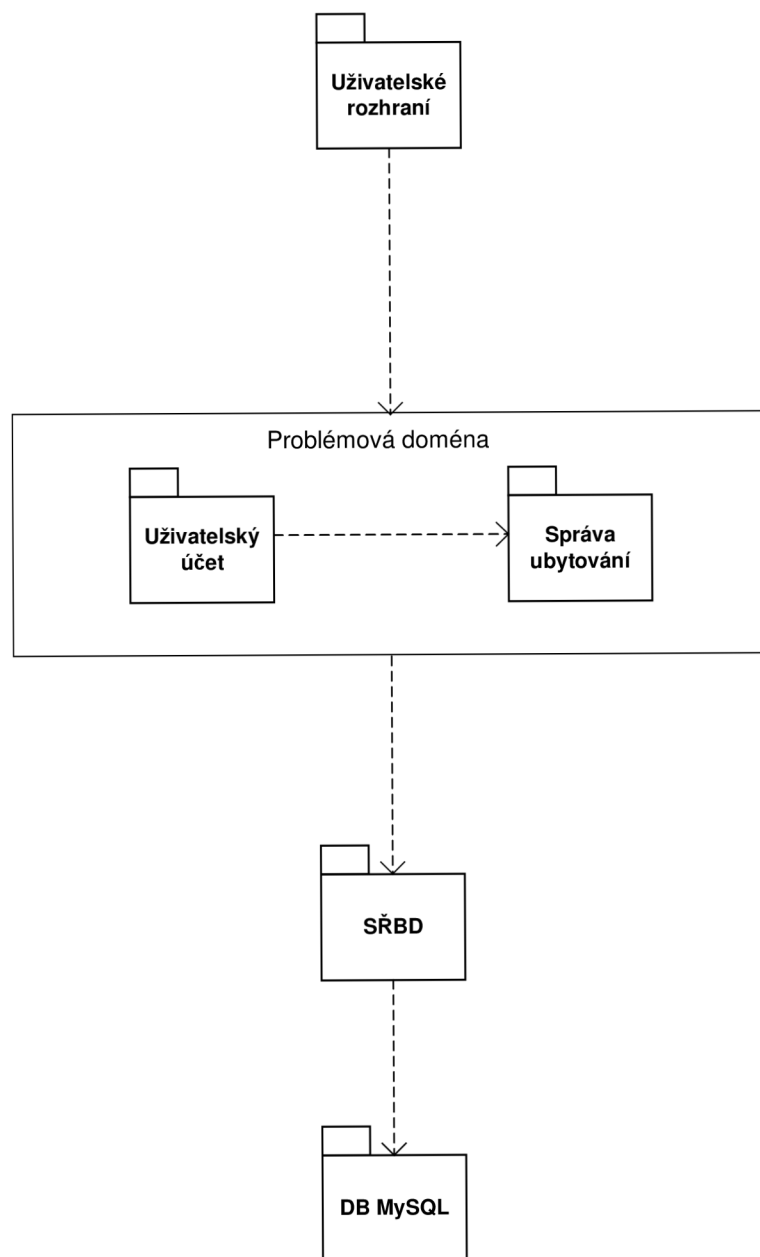 Uživatelské
rozhraní
Problémová doména
Uživatelský
účet
Správa
ubytování
SŘBD
DB MySQL